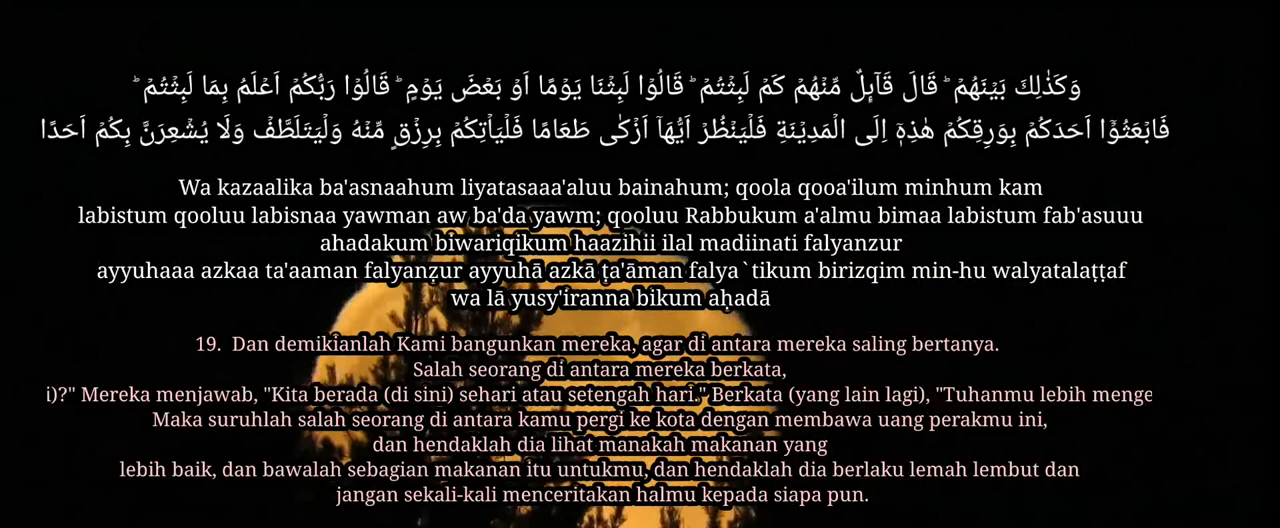 وَكَذٰلِكَ بَيْنَهُمْ ۗ قَالَ قَآىِٕلٌ مِّنْهُمْ كَمْ لَبِثْتُمْ ۗ قَالُوْا لَبِثْنَا يَوْمًا اَوْ بَعْضَ يَوْمٍ ۗ قَالُوْا رَبُّكُمْ اَعْلَمُ بِمَا لَبِثْتُمْ ۗ
فَابْعَثُوْٓا اَحَدَكُمْ بِوَرِقِكُمْ هٰذِهٖٓ اِلَى الْمَدِيْنَةِ فَلْيَنْظُرْ اَيُّهَآ اَزْكٰى طَعَامًا فَلْيَأْتِكُمْ بِرِزْقٍ مِّنْهُ وَلْيَتَلَطَّفْ وَلَا يُشْعِرَنَّ بِكُمْ اَحَدًا
Wa kazaalika ba'asnaahum liyatasaaa'aluu bainahum; qoola qooa'ilum minhum kam
labistum qooluu labisnaa yawman aw ba'da yawm; qooluu Rabbukum a'almu bimaa labistum fab'asuuu
ahadakum biwariqikum haazihii ilal madiinati falyanzur
ayyuhaaa azkaa ta'aaman falyanẓur ayyuhā azkā ṭa'āman falya`tikum birizqim min-hu walyatalaṭṭaf
wa lā yusy'iranna bikum aḥadā
19. Dan demikianlah Kami bangunkan mereka, agar di antara mereka saling bertanya.
Salah seorang di antara mereka berkata,
i)?" Mereka menjawab, "Kita berada (di sini) sehari atau setengah hari." Berkata (yang lain lagi), "Tuhanmu lebih menge
Maka suruhlah salah seorang di antara kamu pergi ke kota dengan membawa uang perakmu ini,
dan hendaklah dia lihat manakah makanan yang
lebih baik, dan bawalah sebagian makanan itu untukmu, dan hendaklah dia berlaku lemah lembut dan
jangan sekali-kali menceritakan halmu kepada siapa pun.